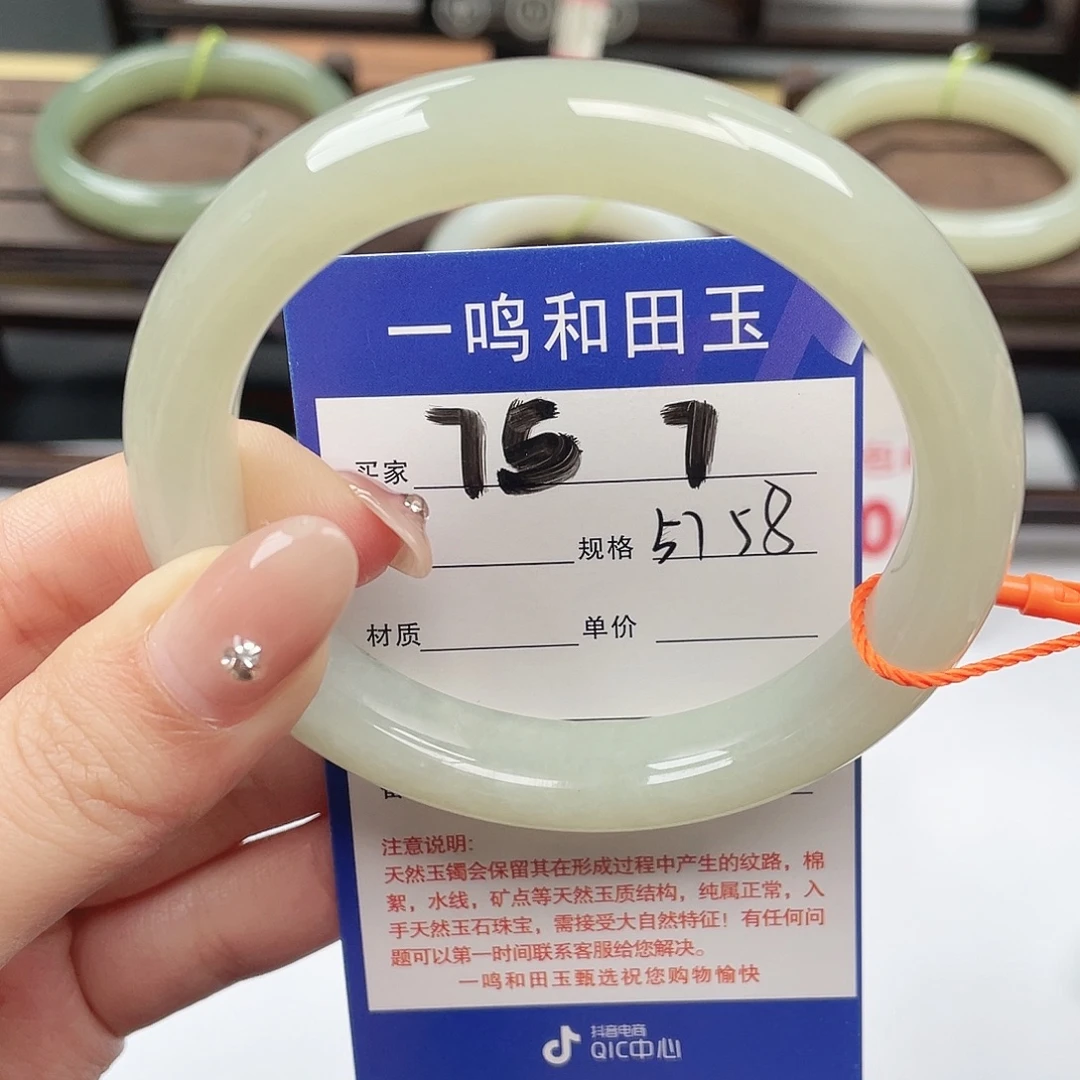 一鸣和田玉
买家 75 7
规格 57 58
材质 单价
注意说明:
天然玉镯会保留其在形成过程中产生的纹路，棉
絮，水线，矿点等天然玉质结构，纯属正常，入
手天然玉石珠宝，需接受大自然特征！有任何问
题可以第一时间联系客服给您解决。
一鸣和田玉甄选祝您购物愉快
抖音电商
QIC中心